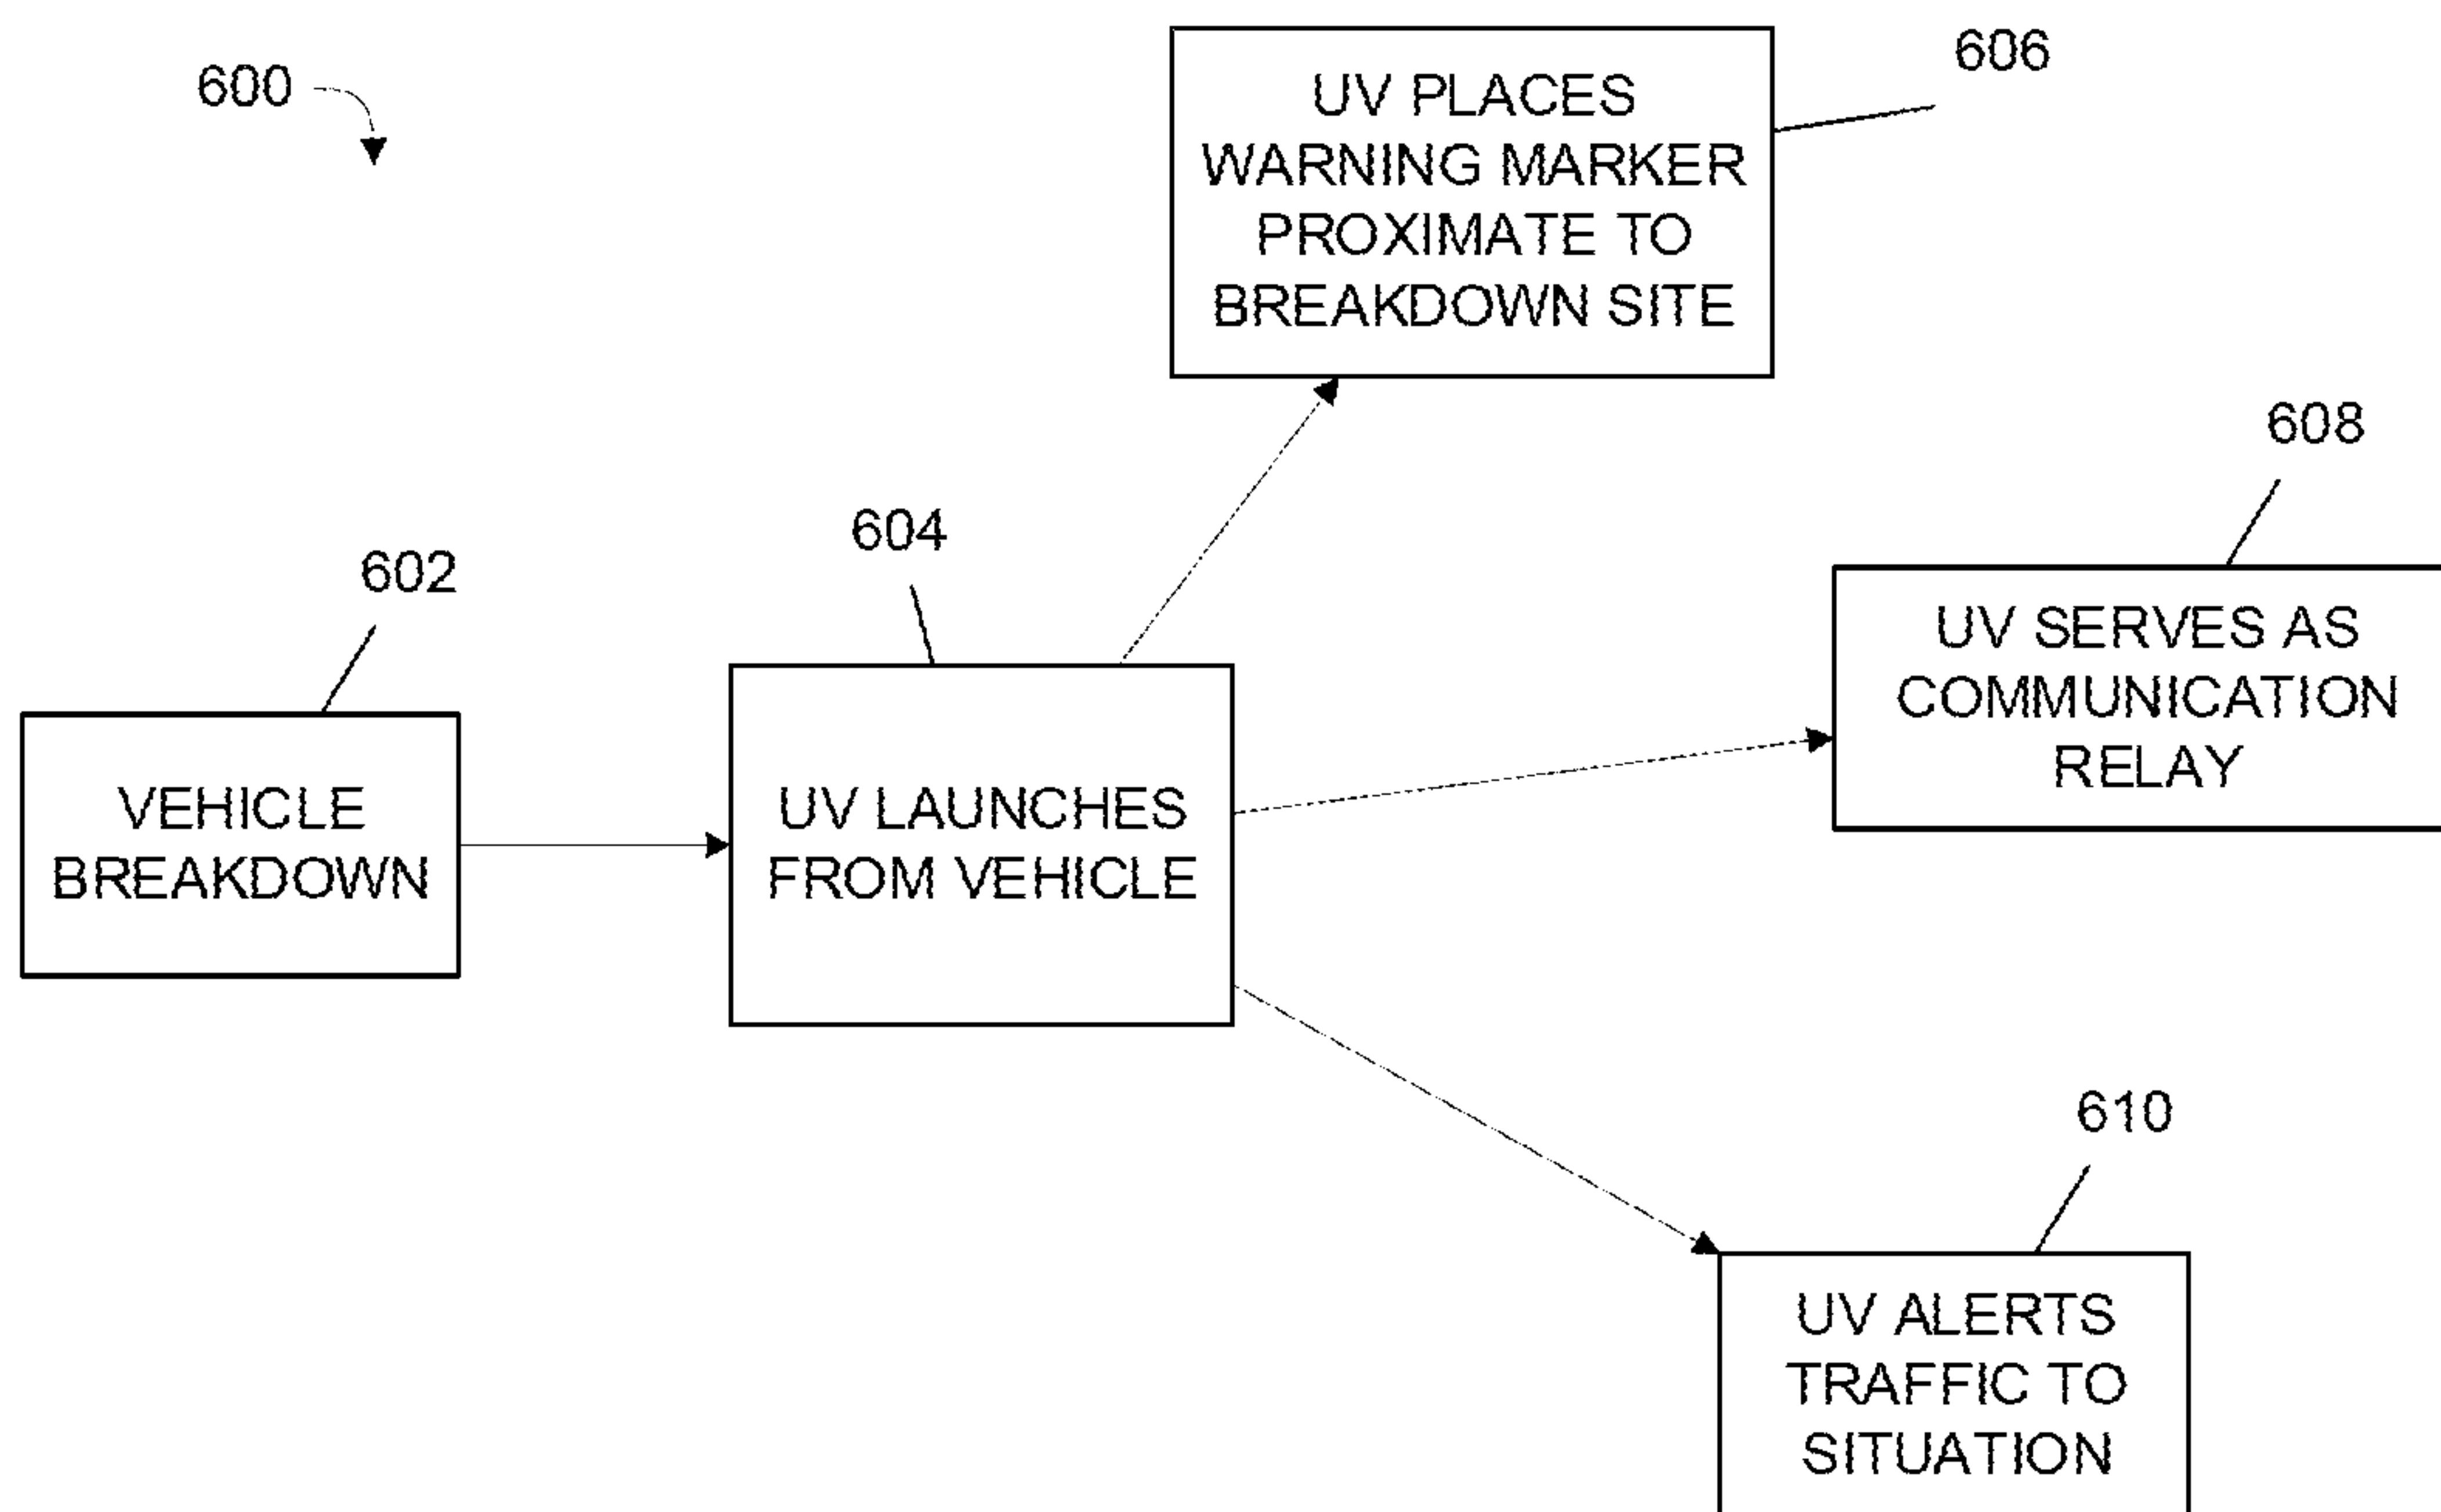 600
606
UV PLACES
WARNING MARKER
PROXIMATE TO
BREAKDOWN SITE
608
604
602
UV SERVES AS
COMMUNICATION
RELAY
VEHICLE
BREAKDOWN
UV LAUNCHES
FROM VEHICLE
610
UV ALERTS
TRAFFIC TO
SITUATION